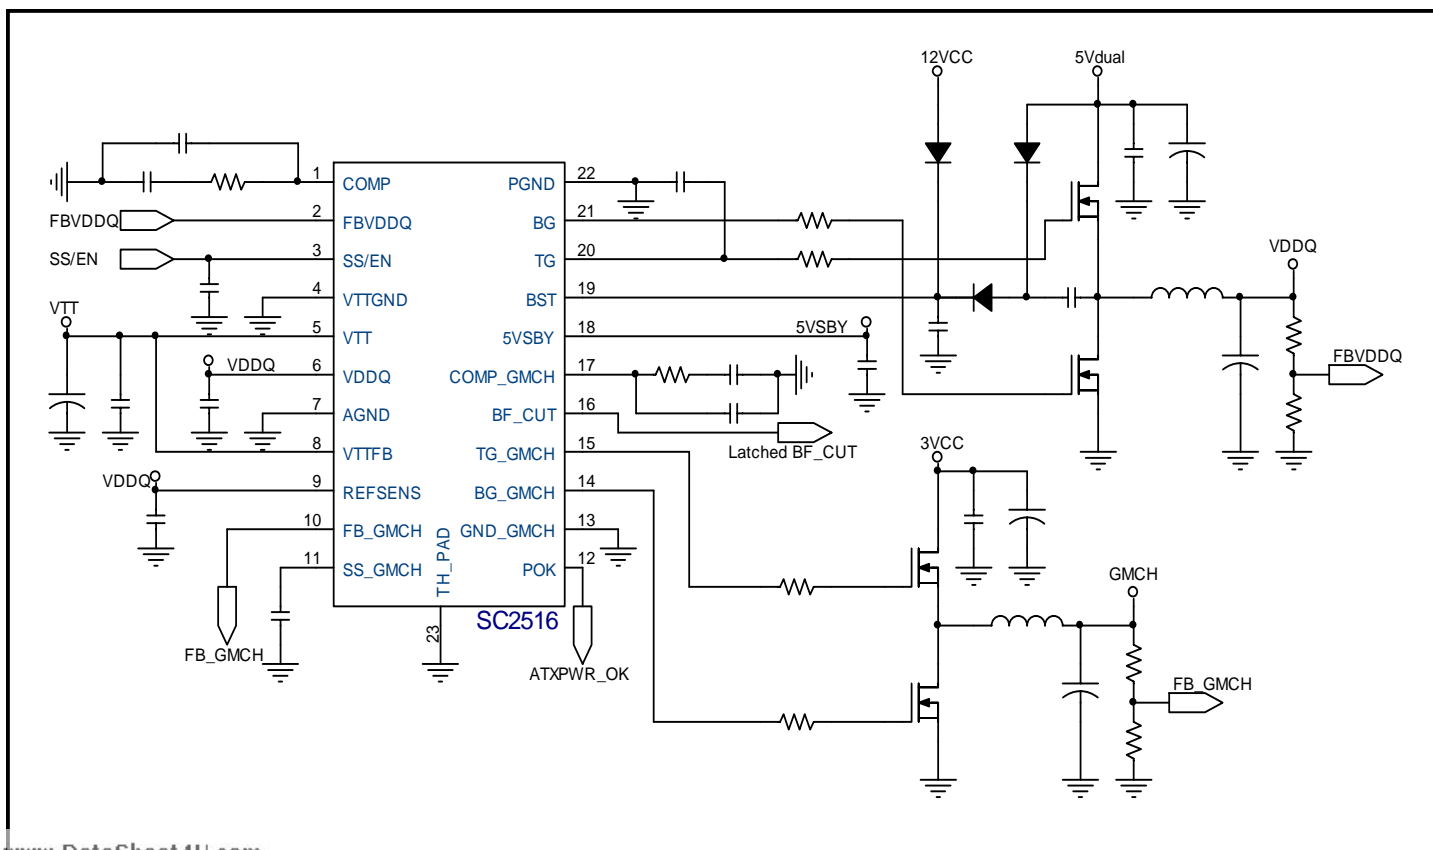 12VCC
5Vdual
1
COMP
PGND
22
FBVDDQ
2
FBVDDQ
BG
21
SS/EN
3
SS/EN
TG
20
VDDQ
4
VTTGND
BST
19
VTT
5
VTT
5VSBY
18
5VSBY
VDDQ
6
VDDQ
COMP_GMCH
17
FBVDDQ
7
AGND
BF_CUT
16
Latched BF_CUT
8
VTTFB
TG_GMCH
15
3VCC
VDDQ
9
REFSENS
BG_GMCH
14
10
FB_GMCH
GND_GMCH
13
11
SS_GMCH
TH_PAD
POK
12
GMCH
SC2516
23
FB_GMCH
ATXPWR_OK
FB_GMCH
www.DataSheet4U.com